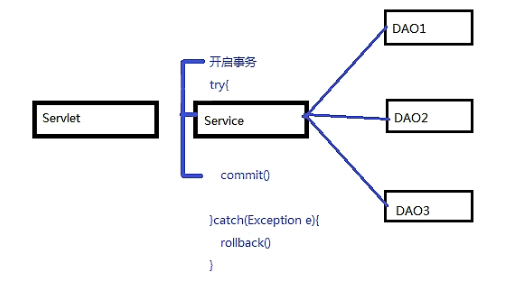 DAO1
开启事务
try{
Servlet
Service
DAO2
commit()
DAO3
}catch(Exception e){
rollback()
}